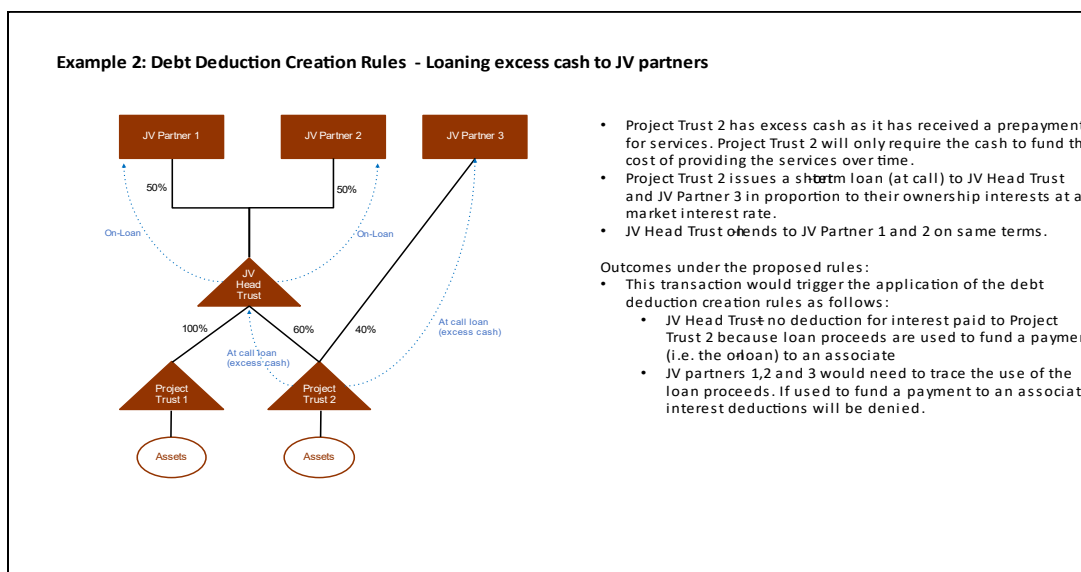 Example 2: Debt Deduction Creation Rules - Loaning excess cash to JV partners
JV Partner 1
JV Partner 2
JV Partner 3
50%
50%
On-Loan
On-Loan
JV
Head
Trust
100%
60%
40%
At call loan
(excess cash)
At call loan
(excess cash)
Project
Trust 1
Project
Trust 2
Assets
Assets
• Project Trust 2 has excess cash as it has received a prepayment
for services. Project Trust 2 will only require the cash to fund th
cost of providing the services over time.
• Project Trust 2 issues a short-term loan (at call) to JV Head Trust
and JV Partner 3 in proportion to their ownership interests at a
market interest rate.
• JV Head Trust on-lends to JV Partner 1 and 2 on same terms.
Outcomes under the proposed rules:
• This transaction would trigger the application of the debt
deduction creation rules as follows:
• JV Head Trust – no deduction for interest paid to Project
Trust 2 because loan proceeds are used to fund a paymen
(i.e. the on-loan) to an associate
• JV partners 1,2 and 3 would need to trace the use of the
loan proceeds. If used to fund a payment to an associat
interest deductions will be denied.